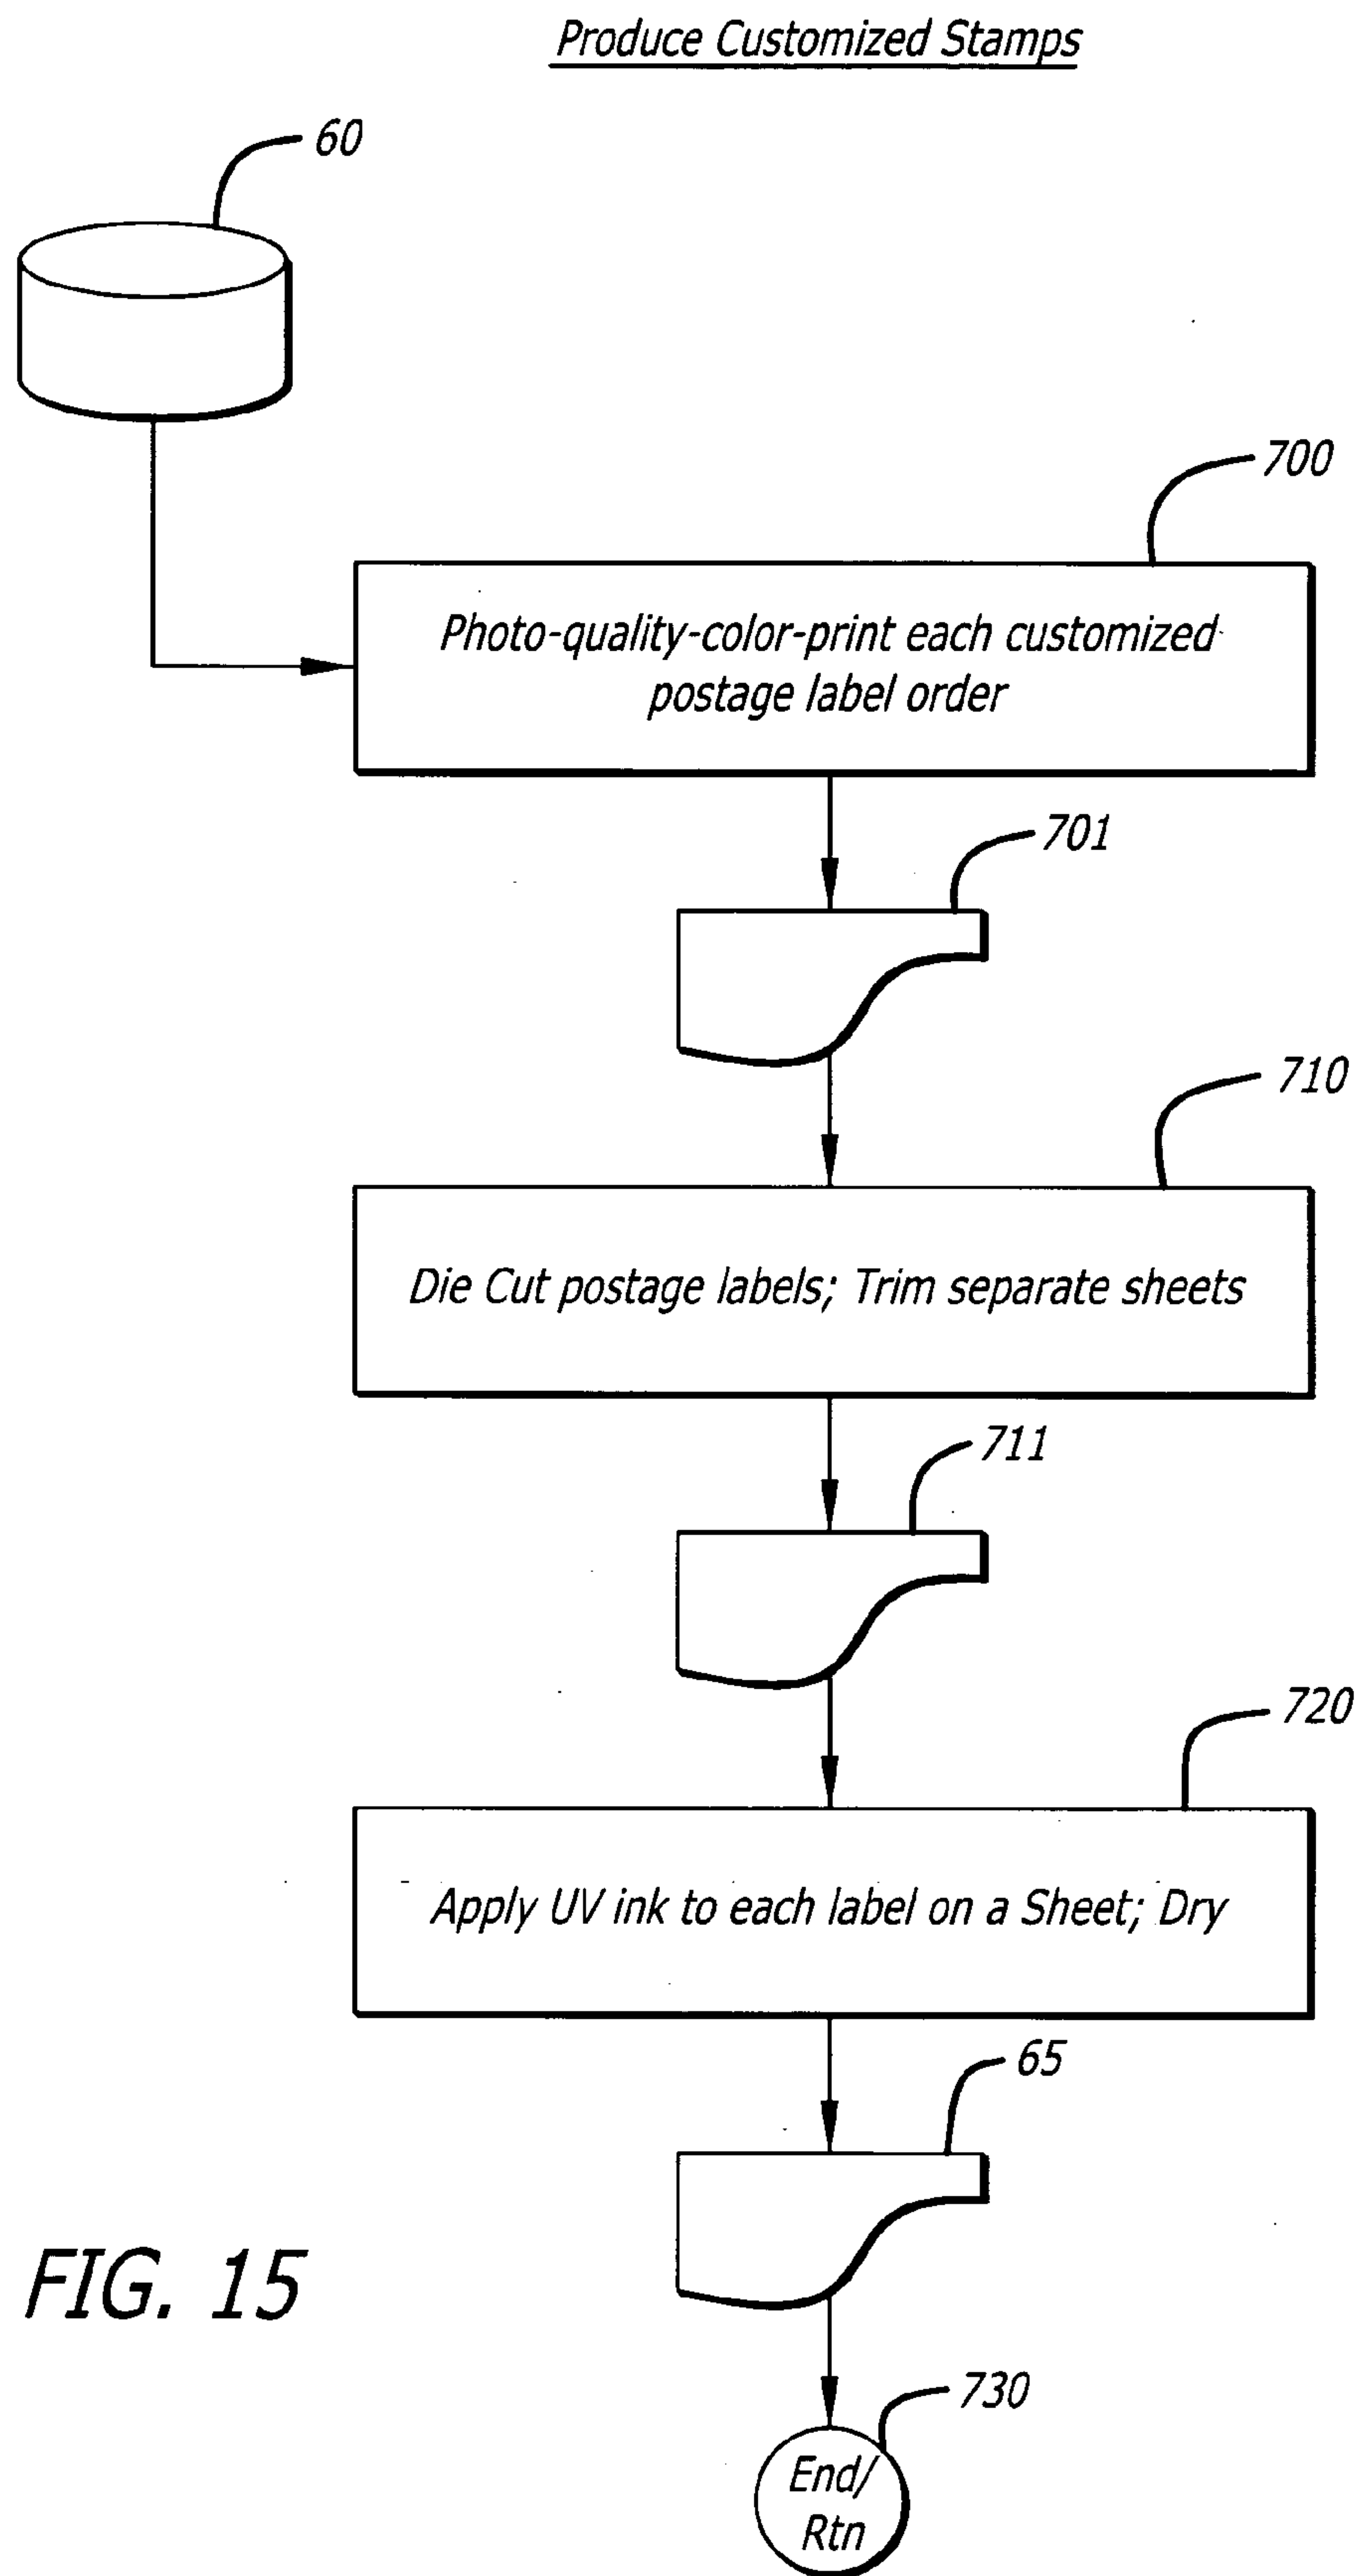 Produce Customized Stamps
60
700
Photo-quality-color-print each customized
postage label order
701
710
Die Cut postage labels; Trim separate sheets
711
720
Apply UV ink to each label on a Sheet; Dry
65
FIG. 15
730
End/
Rtn